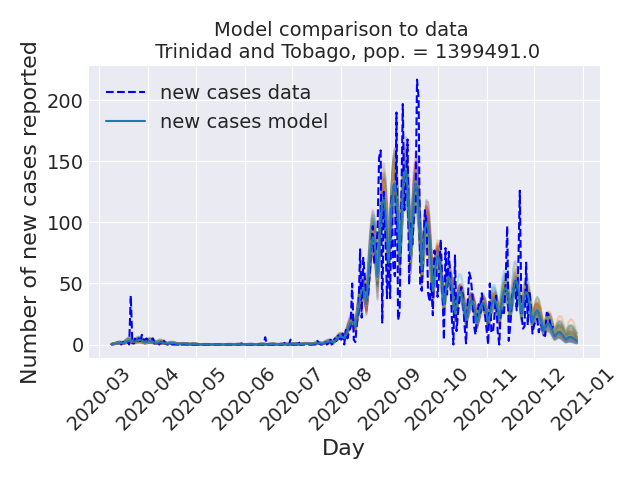 Model comparison to data
Trinidad and Tobago, pop. = 1399491.0
Number of new cases reported
200
150
100
50
0
new cases data
new cases model
2020-03
2020-04
2020-05
2020-06
2020-07
2020-08
2020-09
2020-10
2020-11
2020-12
2021-01
Day